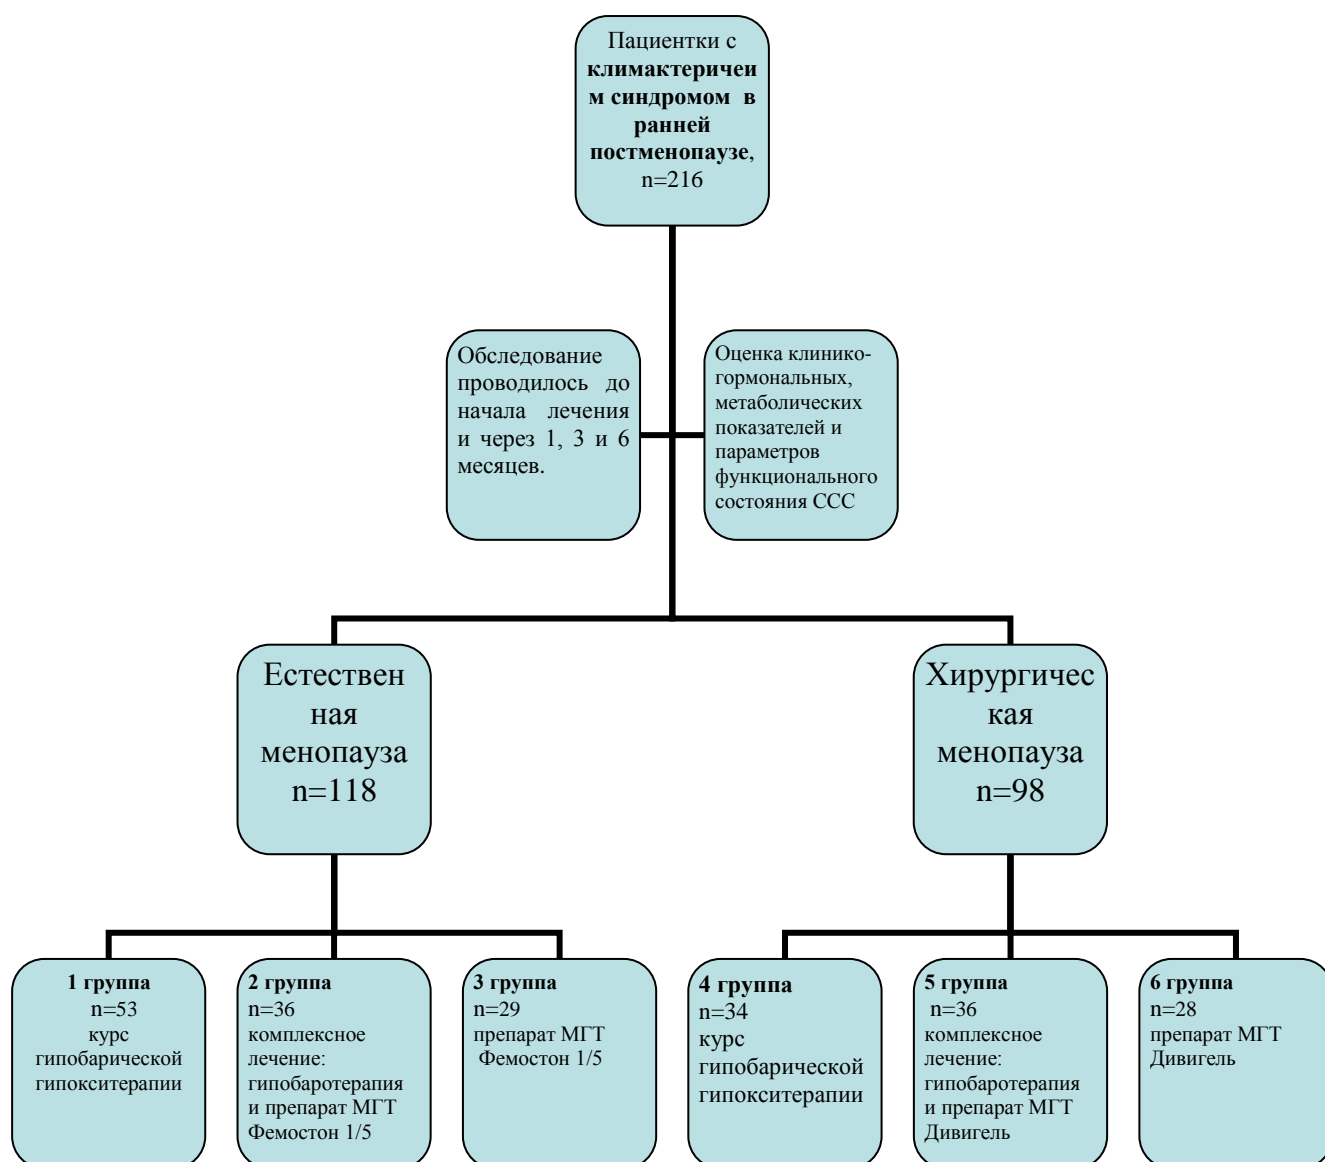 Пациентки с
климактеричеи
м синдромом в
ранней
постменопаузе,
n=216
Обследование
проводилось до
начала лечения
и через 1, 3 и 6
месяцев.
Оценка клинико-
гормональных,
метаболических
показателей и
параметров
функционального
состояния ССС
Естествен
ная
менопауза
n=118
Хирургичес
кая
менопауза
n=98
1 группа
n=53
курс
гипобарической
гипокситерапии
2 группа
n=36
комплексное
лечение:
гипобаротерапия
и препарат МГТ
Фемостон 1/5
3 группа
n=29
препарат МГТ
Фемостон 1/5
4 группа
n=34
курс
гипобарической
гипокситерапии
5 группа
n=36
комплексное
лечение:
гипобаротерапия
и препарат МГТ
Дивигель
6 группа
n=28
препарат МГТ
Дивигель